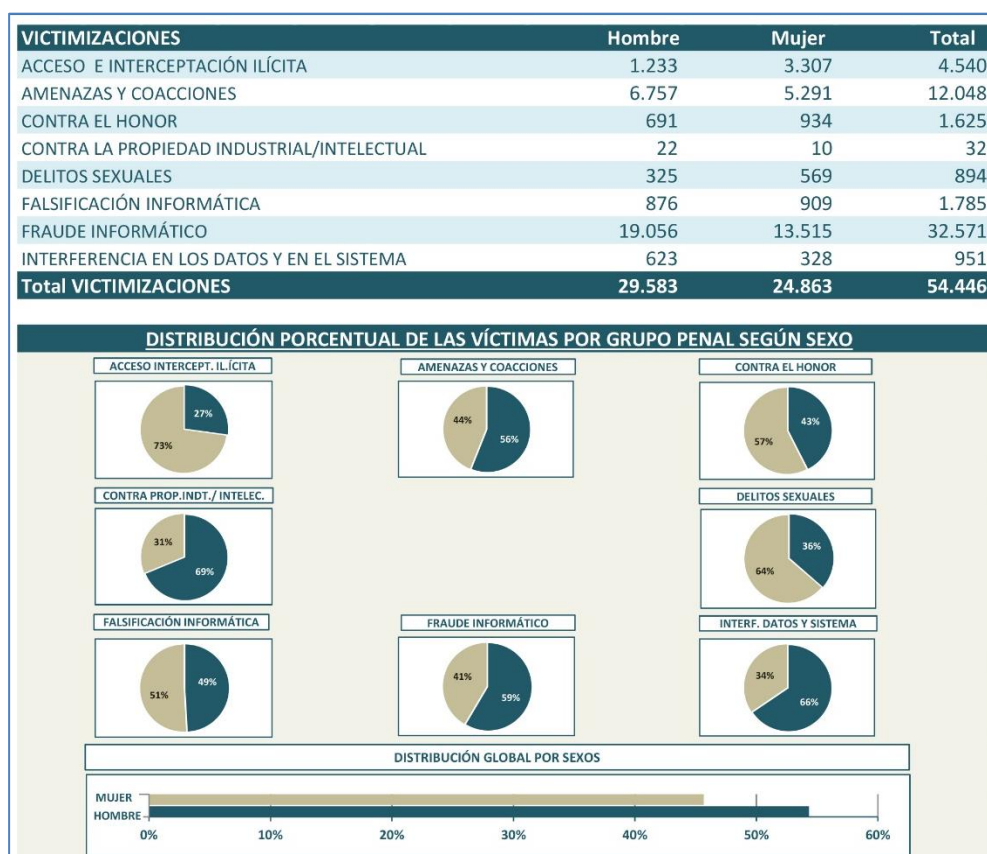 VICTIMIZACIONES Hombre Mujer Total
ACCESO E INTERCEPTACIÓN ILÍCITA 1.233 3.307 4.540
AMENAZAS Y COACCIONES 6.757 5.291 12.048
CONTRA EL HONOR 691 934 1.625
CONTRA LA PROPIEDAD INDUSTRIAL/INTELECTUAL 22 10 32
DELITOS SEXUALES 325 569 894
FALSIFICACIÓN INFORMÁTICA 876 909 1.785
FRAUDE INFORMÁTICO 19.056 13.515 32.571
INTERFERENCIA EN LOS DATOS Y EN EL SISTEMA 623 328 951
Total VICTIMIZACIONES 29.583 24.863 54.446
DISTRIBUCIÓN PORCENTUAL DE LAS VÍCTIMAS POR GRUPO PENAL SEGÚN SEXO
ACCESO INTERCEPT. IL.ÍCITA
27%
73%
AMENAZAS Y COACCIONES
44%
56%
CONTRA EL HONOR
43%
57%
CONTRA PROP.INDT./ INTELEC.
31%
69%
DELITOS SEXUALES
36%
64%
FALSIFICACIÓN INFORMÁTICA
49%
51%
FRAUDE INFORMÁTICO
41%
59%
INTERF. DATOS Y SISTEMA
34%
66%
DISTRIBUCIÓN GLOBAL POR SEXOS
MUJER
HOMBRE
0% 10% 20% 30% 40% 50% 60%